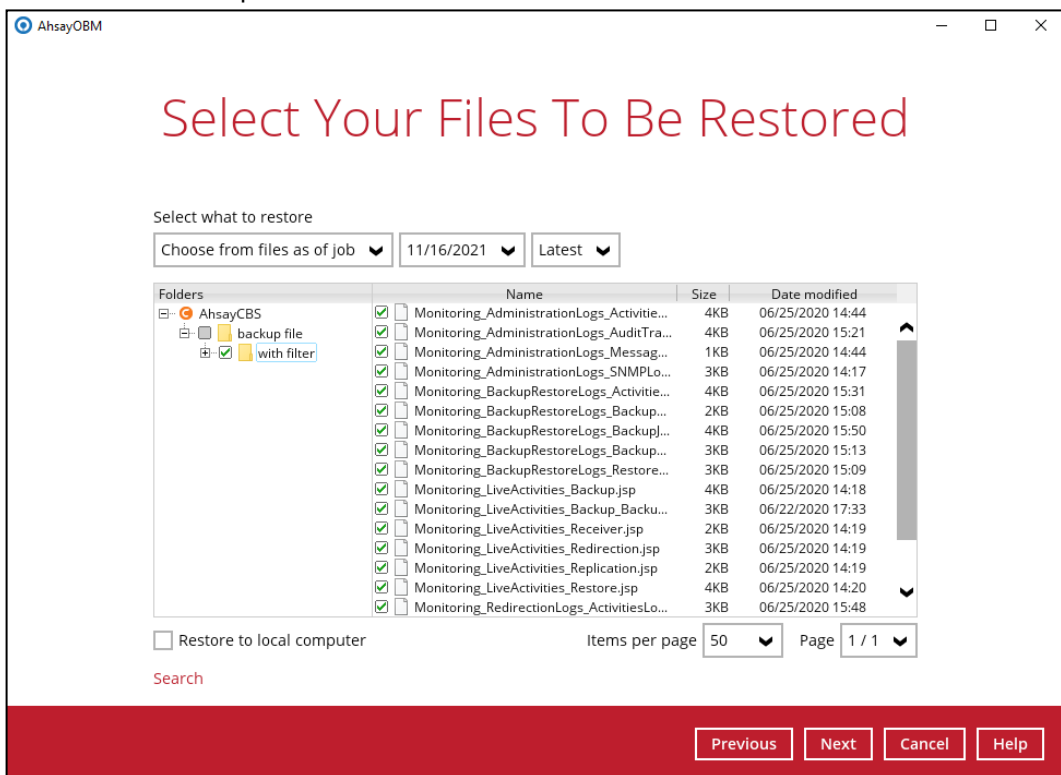 AhsayOBM
Select Your Files To Be Restored
Select what to restore
Choose from files as of job 11/16/2021 Latest
Folders Name Size Date modified
AhsayCBS
backup file
with filter
Monitoring_AdministrationLogs_Activitie... 4KB 06/25/2020 14:44
Monitoring_AdministrationLogs_AuditTra... 4KB 06/25/2020 15:21
Monitoring_AdministrationLogs_Messag... 1KB 06/25/2020 14:44
Monitoring_AdministrationLogs_SNMPLo... 3KB 06/25/2020 14:17
Monitoring_BackupRestoreLogs_Activitie... 4KB 06/25/2020 15:31
Monitoring_BackupRestoreLogs_Backup... 2KB 06/25/2020 15:08
Monitoring_BackupRestoreLogs_BackupJ... 4KB 06/25/2020 15:50
Monitoring_BackupRestoreLogs_Backup... 3KB 06/25/2020 15:13
Monitoring_BackupRestoreLogs_Restore... 3KB 06/25/2020 15:09
Monitoring_LiveActivities_Backup.jsp 4KB 06/25/2020 14:18
Monitoring_LiveActivities_Backup_Backu... 3KB 06/22/2020 17:33
Monitoring_LiveActivities_Receiver.jsp 2KB 06/25/2020 14:19
Monitoring_LiveActivities_Redirection.jsp 3KB 06/25/2020 14:19
Monitoring_LiveActivities_Replication.jsp 2KB 06/25/2020 14:19
Monitoring_LiveActivities_Restore.jsp 4KB 06/25/2020 14:20
Monitoring_RedirectionLogs_ActivitiesLo... 3KB 06/25/2020 15:48
Restore to local computer Items per page 50 Page 1 / 1
Search
Previous Next Cancel Help